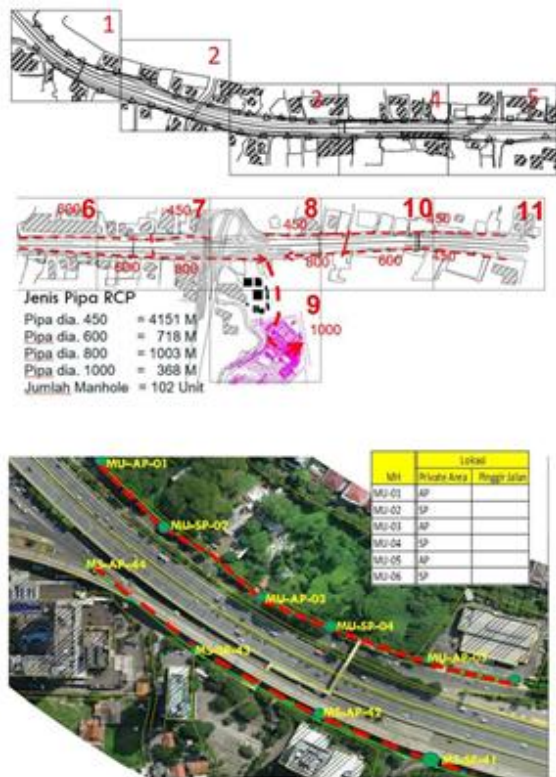 1
2
3
4
5
600
6
450
7
8
450
10
450
11
600
800
800
600
450
9
1000
Jenis Pipa RCP
Pipa dia. 450 = 4151 M
Pipa dia. 600 = 718 M
Pipa dia. 800 = 1003 M
Pipa dia. 1000 = 368 M
Jumlah Manhole = 102 Unit
MH
Lokasi
Private Area
Pinggir Jalan
MU-01 AP
MU-02 SP
MU-03 AP
MU-04 SP
MU-05 AP
MU-06 SP
MU-AP-01
MU-SP-02
MS-AP-44
MU-AP-03
MU-SP-04
MS-SP-43
MS-AP-42
MS-SP-41